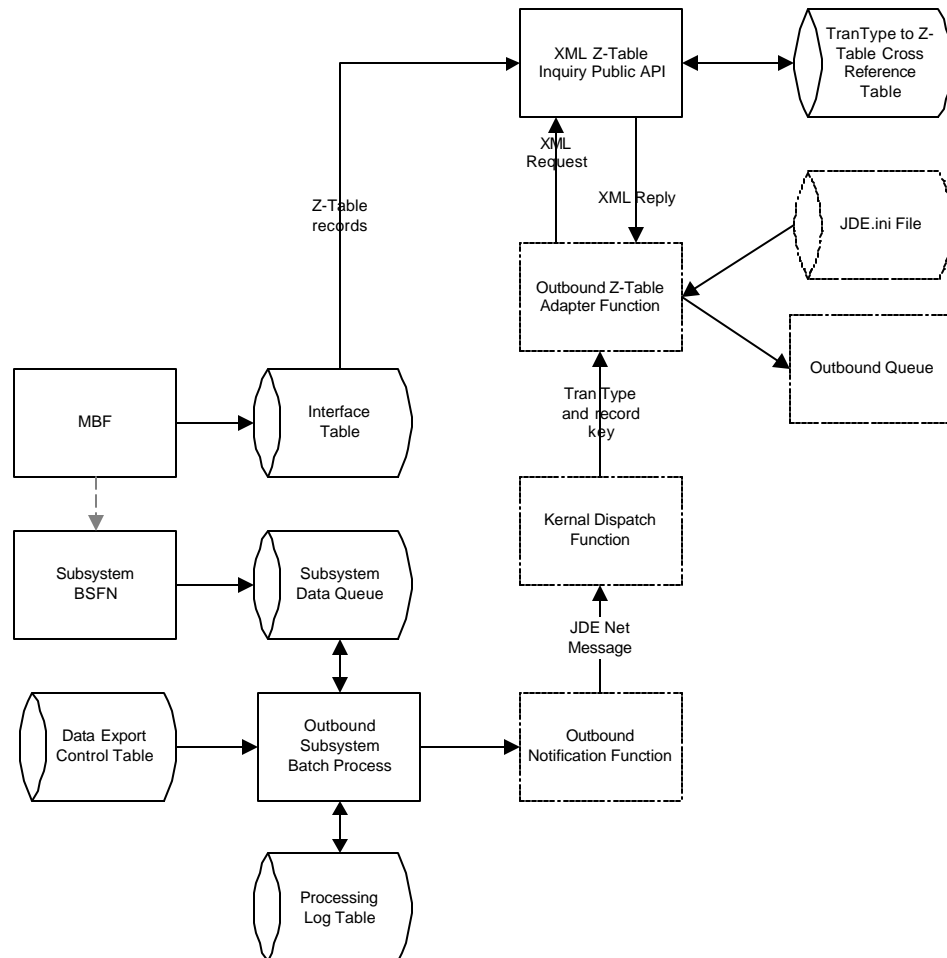 XML Z-Table
Inquiry Public API
TranType to Z-
Table Cross
Reference
Table
XML
Request
XML Reply
Z-Table
records
JDE.ini File
Outbound Z-Table
Adapter Function
Outbound Queue
MBF
Interface
Table
Tran Type
and record
key
Kernal Dispatch
Function
Subsystem
BSFN
Subsystem
Data Queue
JDE Net
Message
Data Export
Control Table
Outbound
Subsystem
Batch Process
Outbound
Notification Function
Processing
Log Table